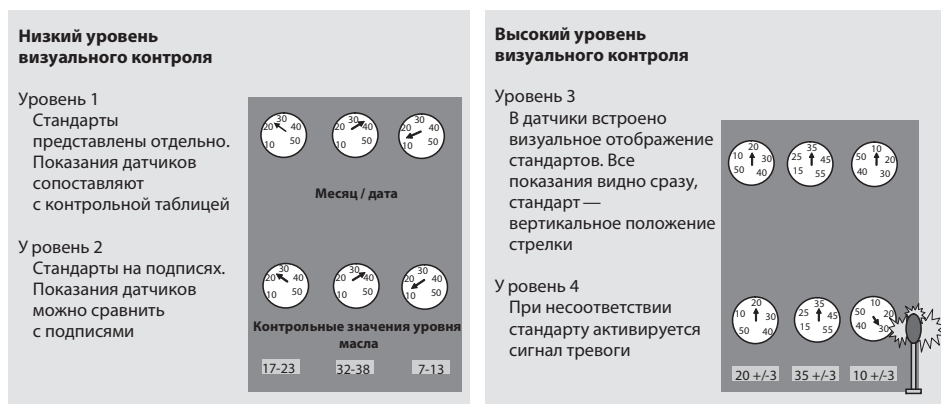 Низкий уровень
визуального контроля
Уровень 1
Стандарты
представлены отдельно.
Показания датчиков
сопоставляют
с контрольной таблицей
У ровень 2
Стандарты на подписях.
Показания датчиков
можно сравнить
с подписями
10 20 30 40 50
10 20 30 40 50
10 20 30 40 50
Месяц / дата
10 20 30 40 50
10 20 30 40 50
10 20 30 40 50
Контрольные значения уровня
масла
17-23 32-38 7-13
Высокий уровень
визуального контроля
Уровень 3
В датчики встроено
визуальное отображение
стандартов. Все
показания видно сразу,
стандарт —
вертикальное положение
стрелки
У ровень 4
При несоответствии
стандарту активируется
сигнал тревоги
50 10 20 30 40
15 25 35 45 55
40 50 10 20 30
50 10 20 30 40
15 25 35 45 55
40 50 10 20 30
20 +/-3 35 +/-3 10 +/-3